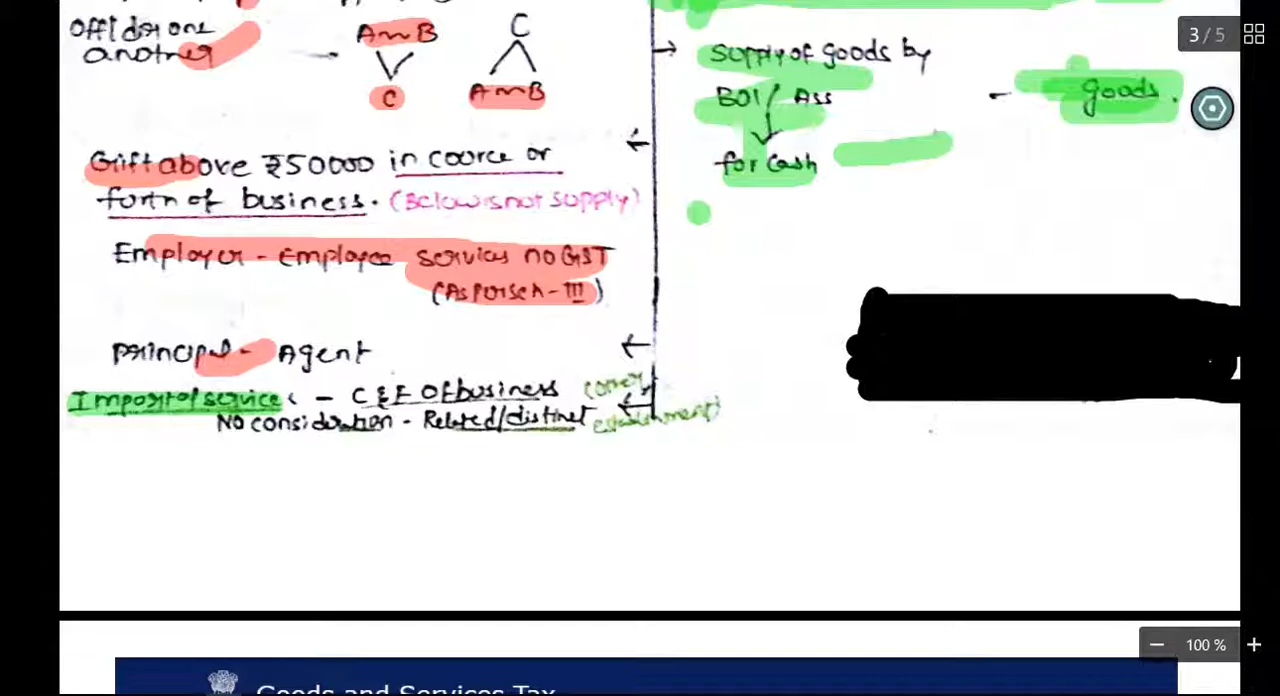 Off/ dir one
another
A~B
C
C
A~B
Gift above ₹50000 in cource or
furtn of business. (Below is not supply)
Employer - Employee services no GST
(As per sch - III)
Principal - Agent
Import of service - C & F Of business
No consideration - Related/distinct establishment)
→ Supply of goods by
BOI / Ass
for cash
- goods.
3 / 5
100 %
Goods and Services Tax